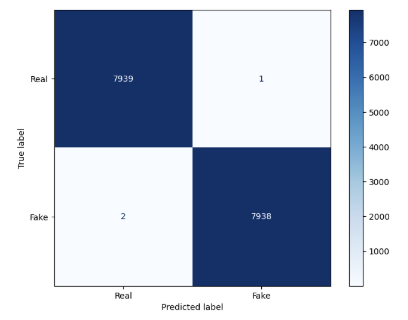 7000
6000
5000
4000
3000
2000
1000
Real
7939
1
True label
Fake
2
7938
Real
Fake
Predicted label